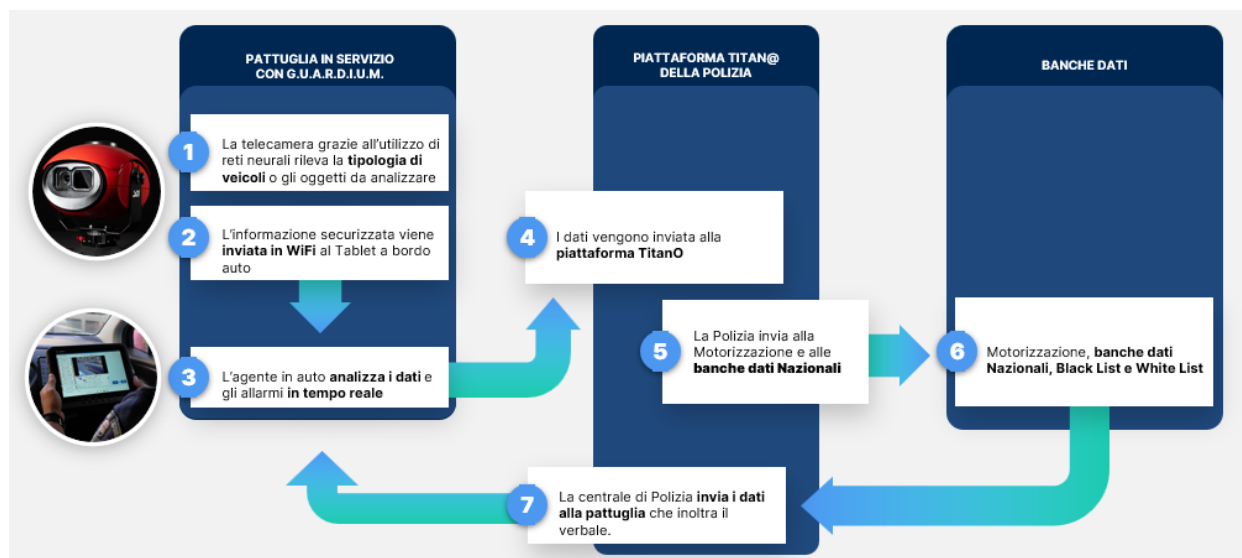 PATTUGLIA IN SERVIZIO
CON G.U.A.R.D.I.U.M.
PIATTAFORMA TITAN@
DELLA POLIZIA
BANCHE DATI
1
La telecamera grazie all'utilizzo di
reti neurali rileva la tipologia di
veicoli o gli oggetti da analizzare
2
L'informazione securizzata viene
inviata in WiFi al Tablet a bordo
auto
3
L'agente in auto analizza i dati e
gli allarmi in tempo reale
4
I dati vengono inviata alla
piattaforma TitanO
5
La Polizia invia alla
Motorizzazione e alle
banche dati Nazionali
6
Motorizzazione, banche dati
Nazionali, Black List e White List
7
La centrale di Polizia invia i dati
alla pattuglia che inoltra il
verbale.